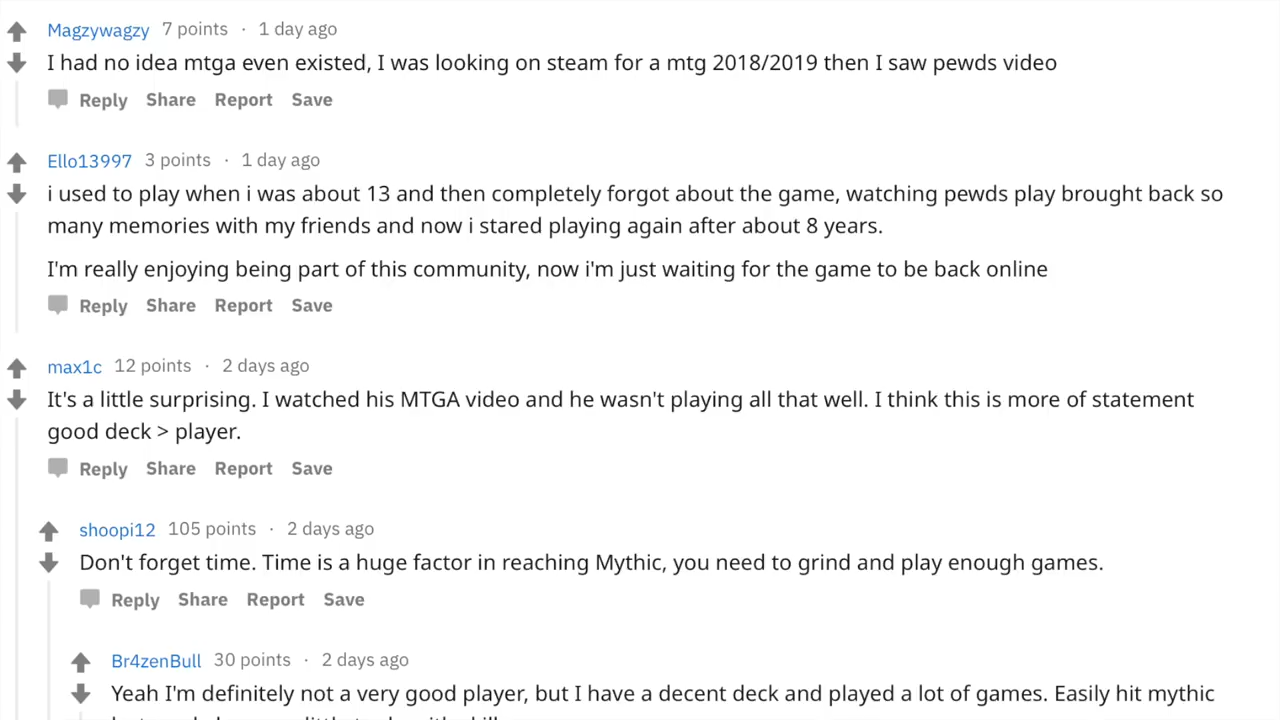 Magzywagzy 7 points · 1 day ago
I had no idea mtga even existed, I was looking on steam for a mtg 2018/2019 then I saw pewds video
Reply Share Report Save
Ello13997 3 points · 1 day ago
i used to play when i was about 13 and then completely forgot about the game, watching pewds play brought back so
many memories with my friends and now i stared playing again after about 8 years.
I'm really enjoying being part of this community, now i'm just waiting for the game to be back online
Reply Share Report Save
max1c 12 points · 2 days ago
It's a little surprising. I watched his MTGA video and he wasn't playing all that well. I think this is more of statement
good deck > player.
Reply Share Report Save
shoopi12 105 points · 2 days ago
Don't forget time. Time is a huge factor in reaching Mythic, you need to grind and play enough games.
Reply Share Report Save
Br4zenBull 30 points · 2 days ago
Yeah I'm definitely not a very good player, but I have a decent deck and played a lot of games. Easily hit mythic